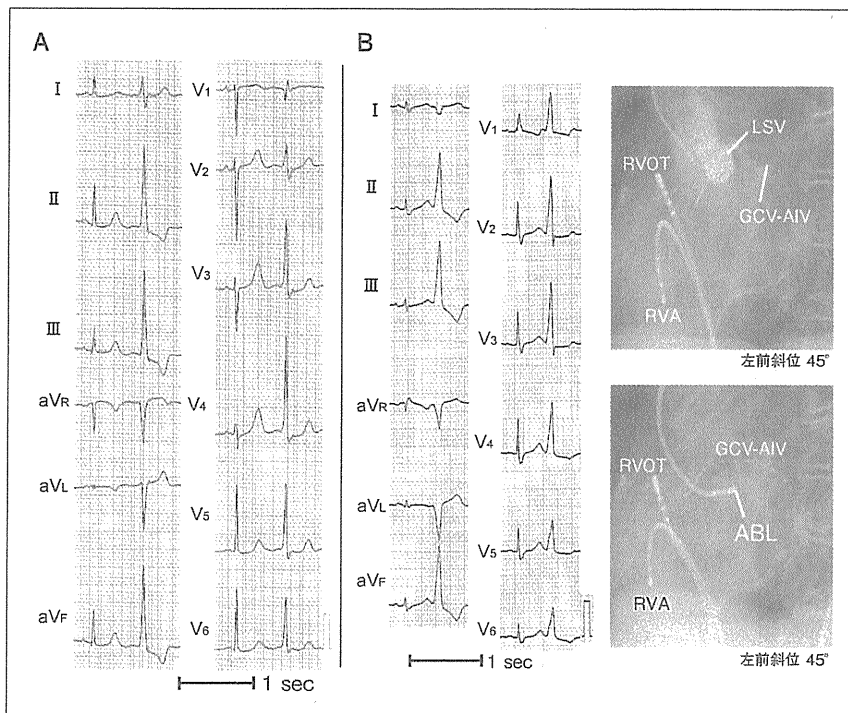 A
I
II
III
aVR
aVL
aVF
V1
V2
V3
V4
V5
V6
1 sec
B
I
II
III
aVR
aVL
aVF
V1
V2
V3
V4
V5
V6
1 sec
LSV
RVOT
GCV-AIV
RVA
左前斜位 45°
GCV-AIV
RVOT
ABL
RVA
左前斜位 45°